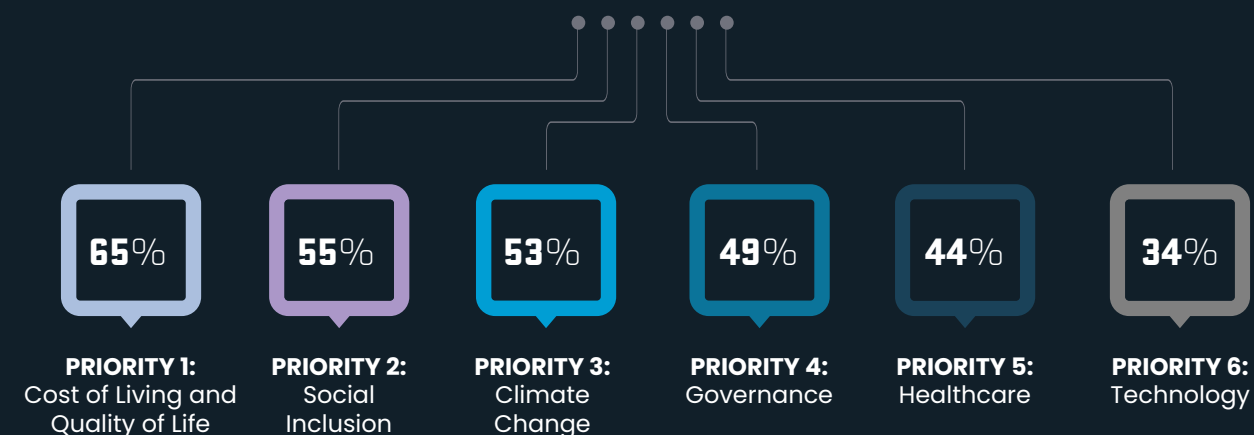 65%
55%
53%
49%
44%
34%
PRIORITY 1:
Cost of Living and
Quality of Life
PRIORITY 2:
Social
Inclusion
PRIORITY 3:
Climate
Change
PRIORITY 4:
Governance
PRIORITY 5:
Healthcare
PRIORITY 6:
Technology